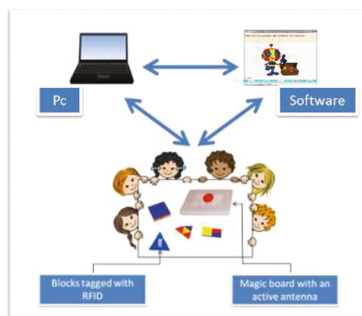 Pc
Software
Blocks tagged with
RFID
Magic board with an
active antenna